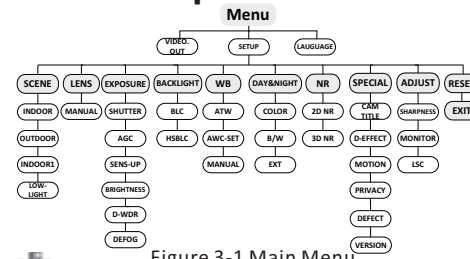 Menu
VIDEO.
OUT
SETUP
LAUGUAGE
SCENE LENS EXPOSURE BACKLIGHT WB DAY&NIGHT NR SPECIAL ADJUST RESE
INDOOR MANUAL SHUTTER BLC ATW COLOR 2D NR CAM
TITLE SHARPNESS EXIT
OUTDOOR AGC HSBLC AWC-SET B/W 3D NR D-EFFECT MONITOR
INDOOR1 SENS-UP MANUAL EXT MOTION LSC
LOW-
LIGHT BRIGHTNESS PRIVACY
D-WDR DEFECT
DEFOG VERSION
Figure 3-1 Main Menu